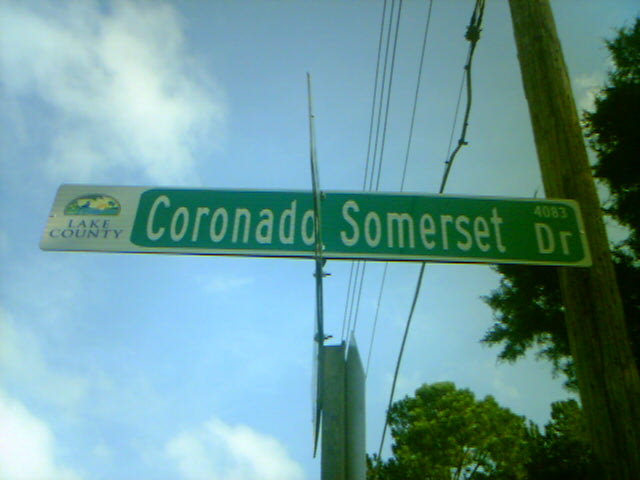 LAKE
COUNTY
Coronado Somerset Dr
4083